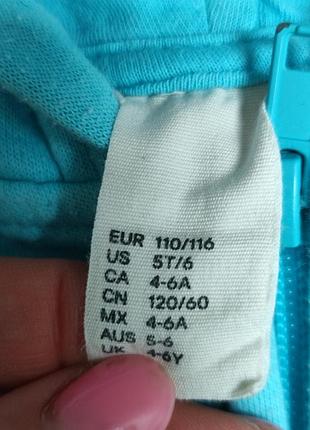 EUR 110/116
US 5T/6
CA 4-6A
CN 120/60
MX 4-6A
AUS 5-6
UK 4-6Y